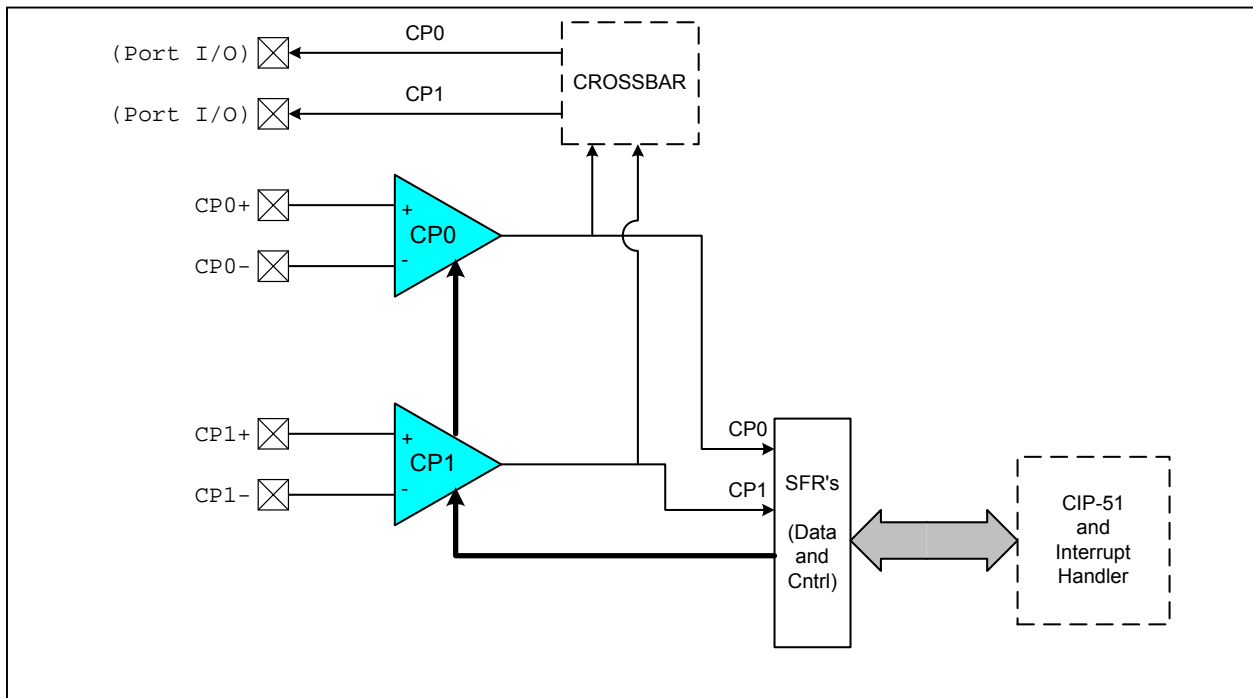 (Port I/O)
CP0
(Port I/O)
CP1
CROSSBAR
CP0+
CP0-
+
CP0
-
CP1+
CP1-
+
CP1
-
CP0
CP1
SFR's
(Data
and
Cntrl)
CIP-51
and
Interrupt
Handler